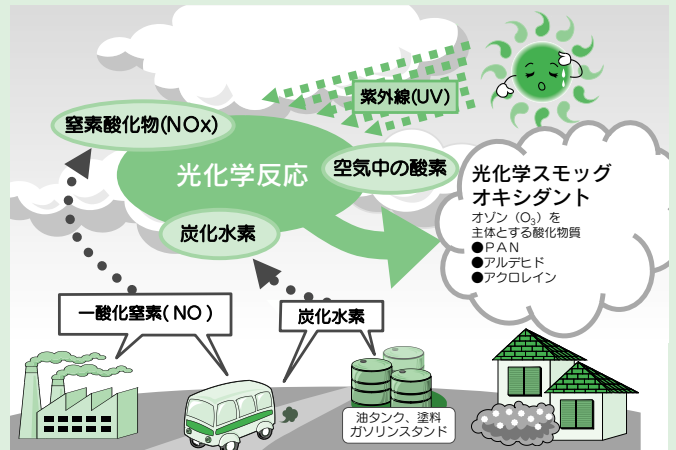 紫外線(UV)
窒素酸化物(NOx)
光化学反応
空気中の酸素
炭化水素
光化学スモッグ
オキシダント
オゾン（O₃）を
主体とする酸化物質
●PAN
●アルデヒド
●アクロレイン
一酸化窒素( NO )
炭化水素
油タンク、塗料
ガソリンスタンド